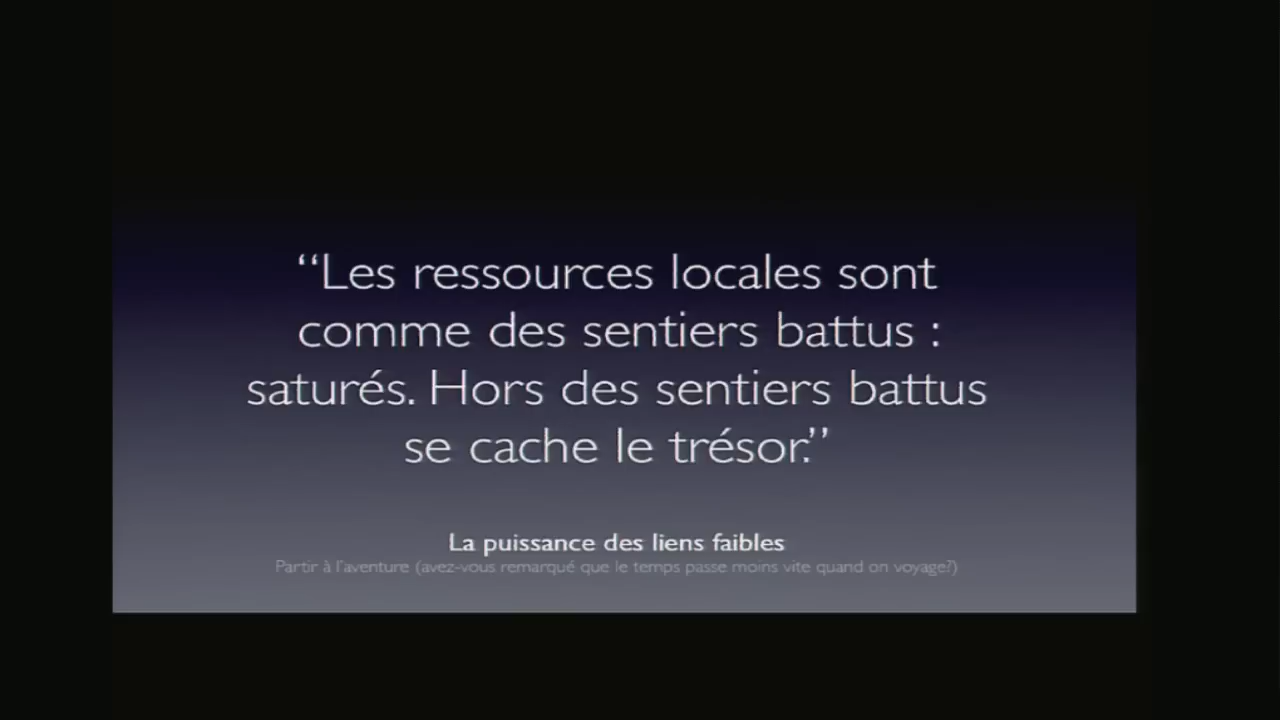 “Les ressources locales sont
comme des sentiers battus :
saturés. Hors des sentiers battus
se cache le trésor.”
La puissance des liens faibles
Partir à l’aventure (avez-vous remarqué que le temps passe moins vite quand on voyage?)